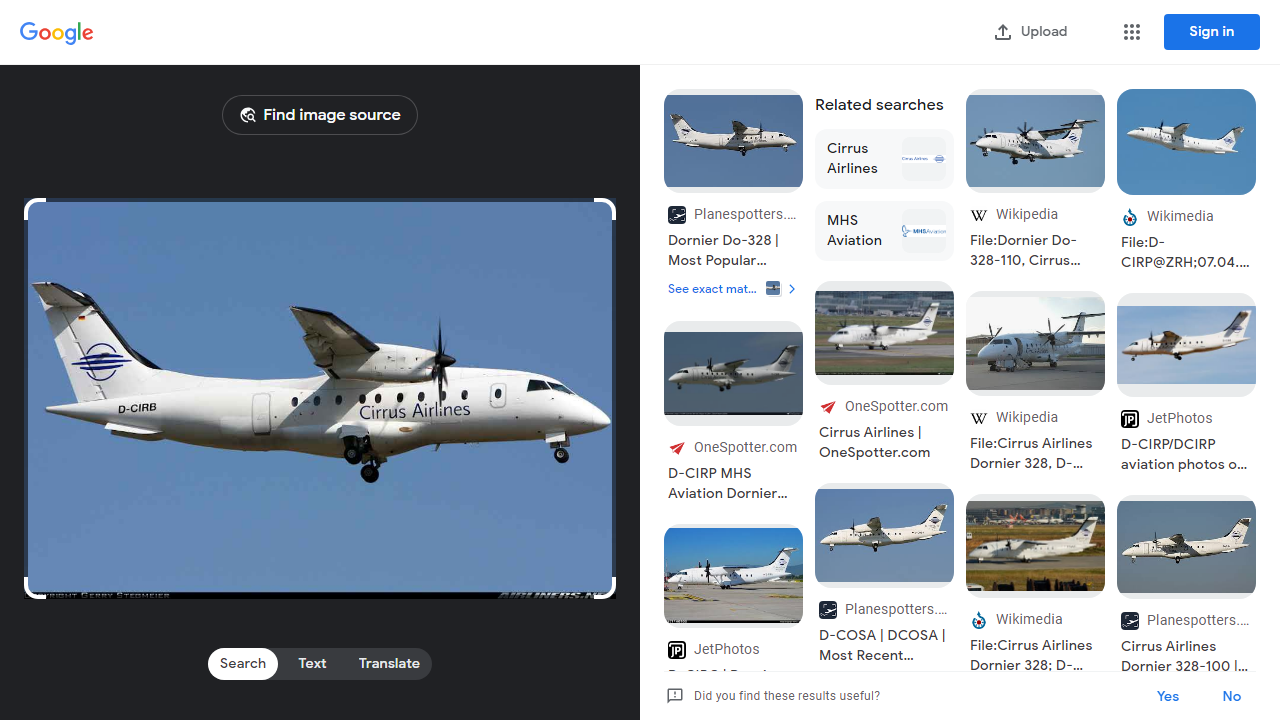 Google
Upload
Sign in
Find image source
D-CIRB
Cirrus Airlines
COPYRIGHT GERRY STEGMEIER
Search
Text
Translate
Planespotters....
Dornier Do-328 |
Most Popular...
See exact mat...
OneSpotter.com
D-CIRP MHS
Aviation Dornier...
JetPhotos
Related searches
Cirrus
Airlines
Cirrus Airlines
MHS
Aviation
MHSAviation
OneSpotter.com
Cirrus Airlines |
OneSpotter.com
Planespotters....
D-COSA | DCOSA |
Most Recent...
W
Wikipedia
File:Dornier Do-
328-110, Cirrus...
W
Wikipedia
File:Cirrus Airlines
Dornier 328, D-...
Wikimedia
File:Cirrus Airlines
Dornier 328; D-...
Wikimedia
File:D-
CIRP@ZRH;07.04....
JetPhotos
D-CIRP/DCIRP
aviation photos o...
Planespotters....
Cirrus Airlines
Dornier 328-100 |...
Did you find these results useful?
Yes
No